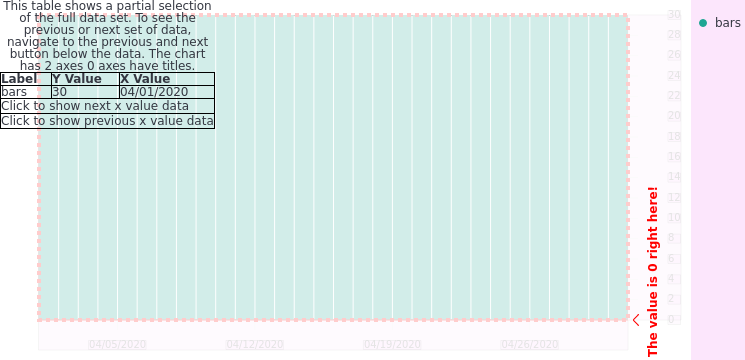 This table shows a partial selection
of the full data set. To see the
previous or next set of data,
navigate to the previous and next
button below the data. The chart
has 2 axes 0 axes have titles.
Label Y Value X Value
bars 30 04/01/2020
Click to show next x value data
Click to show previous x value data
30
28
26
24
22
20
18
16
14
12
10
8
6
4
2
0
The value is 0 right here!
04/05/2020 04/12/2020 04/19/2020 04/26/2020
bars